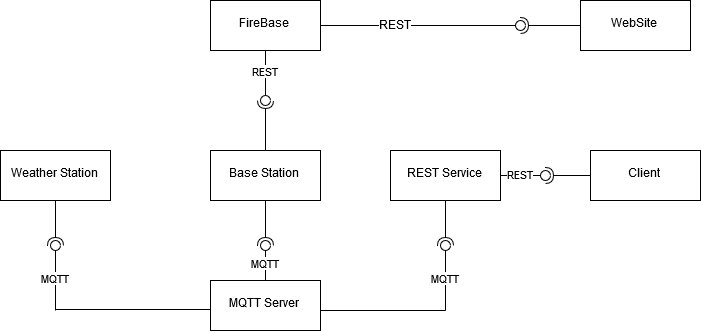 FireBase
REST
WebSite
REST
Weather Station
Base Station
REST Service
REST
Client
MQTT
MQTT
MQTT
MQTT Server